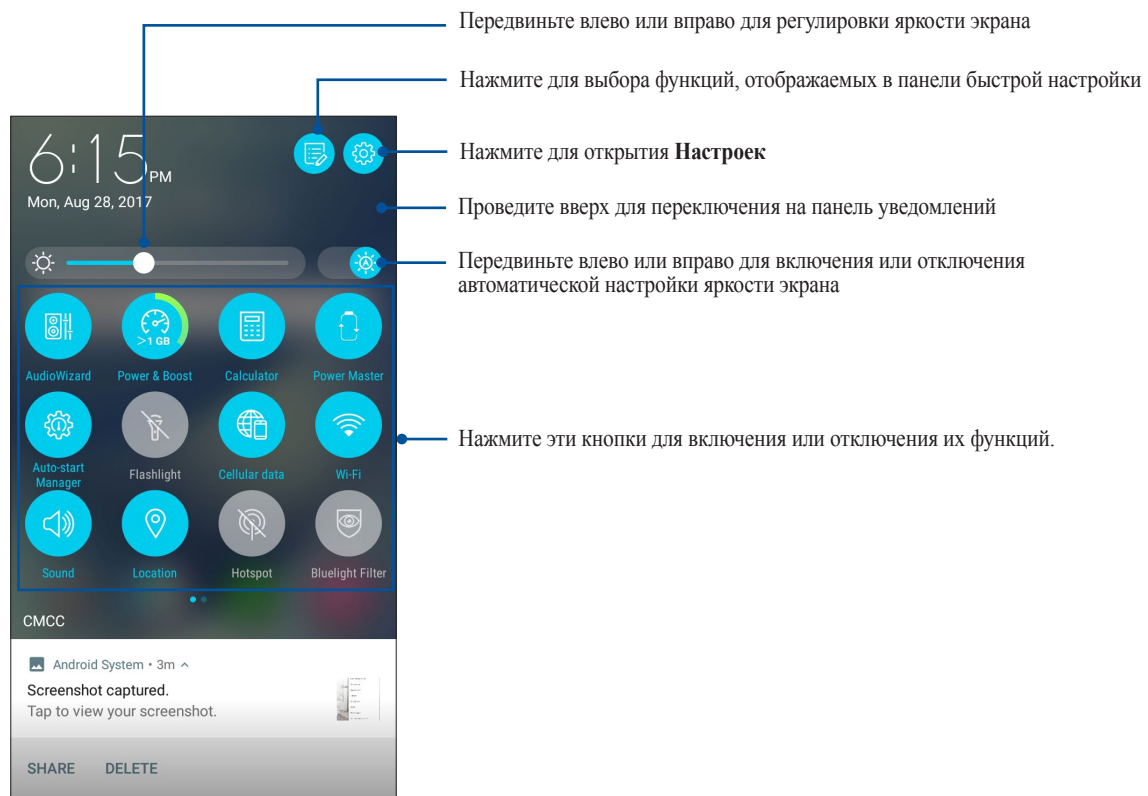 Передвиньте влево или вправо для регулировки яркости экрана
Нажмите для выбора функций, отображаемых в панели быстрой настройки
Нажмите для открытия Настроек
Проведите вверх для переключения на панель уведомлений
Передвиньте влево или вправо для включения или отключения
автоматической настройки яркости экрана
Нажмите эти кнопки для включения или отключения их функций.
6:15 PM
Mon, Aug 28, 2017
A
>1 GB
AudioWizard Power & Boost Calculator Power Master
Auto-start
Manager Flashlight Cellular data Wi-Fi
Sound Location Hotspot Bluelight Filter
CMCC
Android System • 3m
Screenshot captured.
Tap to view your screenshot.
SHARE DELETE